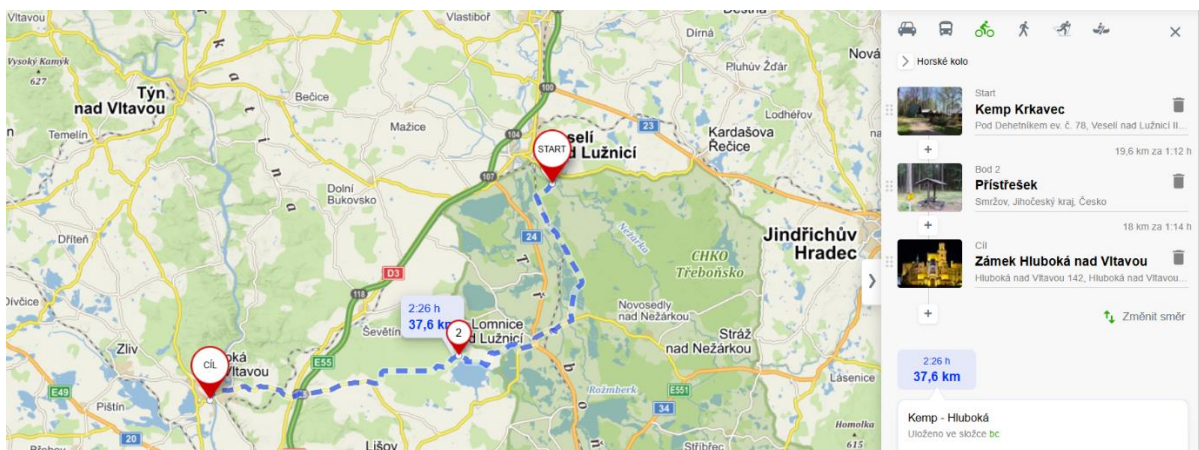 Vltavou
Vlastiboř
Dírná
Nová
Vysoký Kamýk
627
Pluhův Žďár
Týn
nad Vltavou
Bečice
100
Lodhéřov
Temelín
Mažice
104
23
Kardašova
Řečice
START
selí
d Lužnicí
107
Dolní
Bukovsko
Nežárka
Jindřichův
Hradec
Dříteň
24
CHKO
Třeboňsko
D3
118
Dívčice
2:26 h
37,6 km
2
Lomnice
d Lužnicí
Ševětín
Novosedly
nad Nežárkou
Stráž
nad Nežárkou
Zliv
CÍL
oká
Vltavou
E55
E49
Pištín
Rožmberk
E551
34
Lásenice
20
Lišov
Stříbřec
Homolka
615
Horské kolo
Start
Kemp Krkavec
Pod Dehetníkem ev. č. 78, Veselí nad Lužnicí II...
+
19,6 km za 1:12 h
Bod 2
Přístřešek
Smržov, Jihočeský kraj, Česko
+
18 km za 1:14 h
Cíl
Zámek Hluboká nad Vltavou
Hluboká nad Vltavou 142, Hluboká nad Vltavou...
+
Změnit směr
2:26 h
37,6 km
Kemp - Hluboká
Uloženo ve složce bc